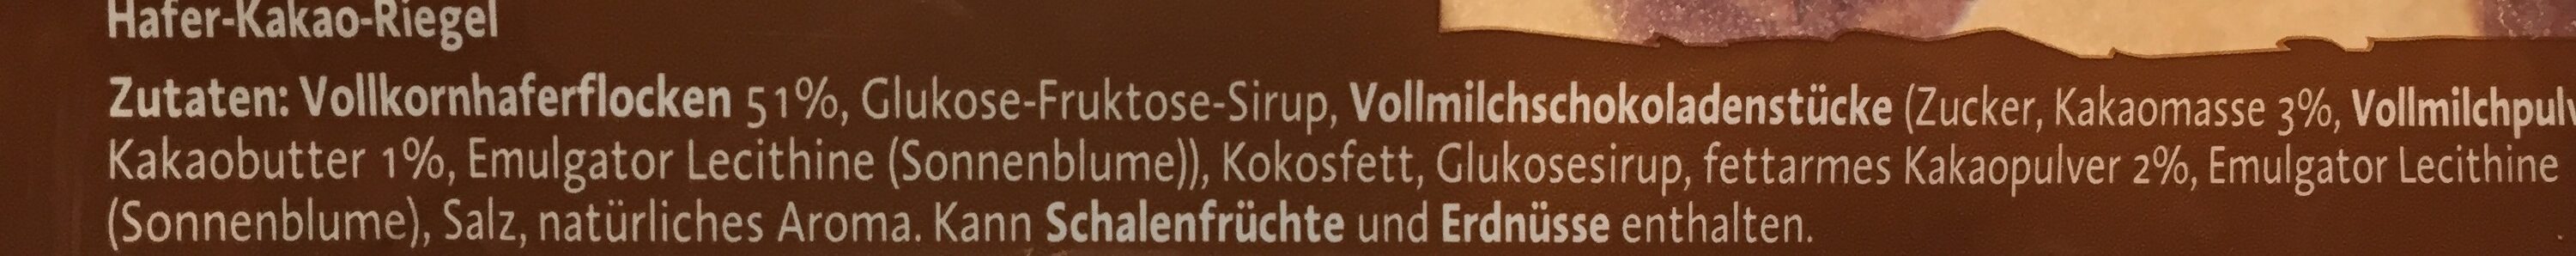 Hafer-Kakao-Riegel
Zutaten: Vollkornhaferflocken 51%, Glukose-Fruktose-Sirup, Vollmilchschokoladenstücke (Zucker, Kakaomasse 3%,
Kakaobutter 1%, Emulgator Lecithine (Sonnenblume)), Kokosfett, Glukosesirup, fettarmes Kakaopulver 2%, Emulgator Lecithine
(Sonnenblume), Salz, natürliches Aroma. Kann Schalenfrüchte und Erdnüsse enthalten.